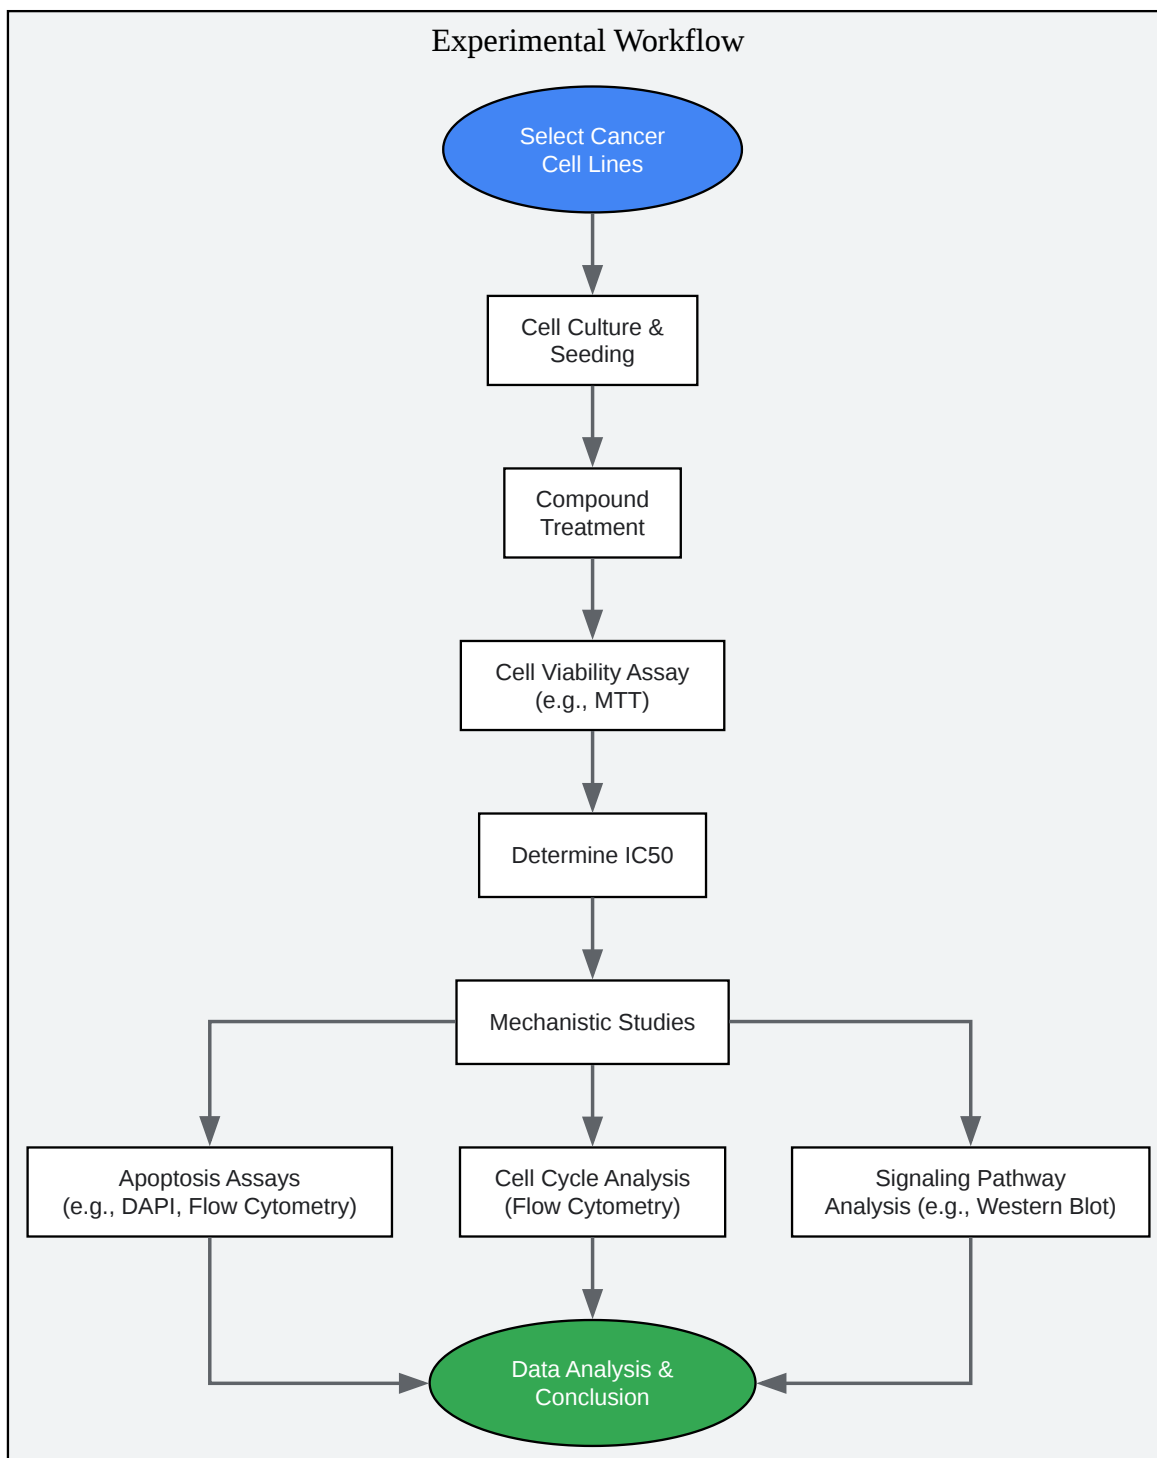 Experimental Workflow
Select Cancer
Cell Lines
Cell Culture &
Seeding
Compound
Treatment
Cell Viability Assay
(e.g., MTT)
Determine IC50
Mechanistic Studies
Apoptosis Assays
(e.g., DAPI, Flow Cytometry)
Cell Cycle Analysis
(Flow Cytometry)
Signaling Pathway
Analysis (e.g., Western Blot)
Data Analysis &
Conclusion